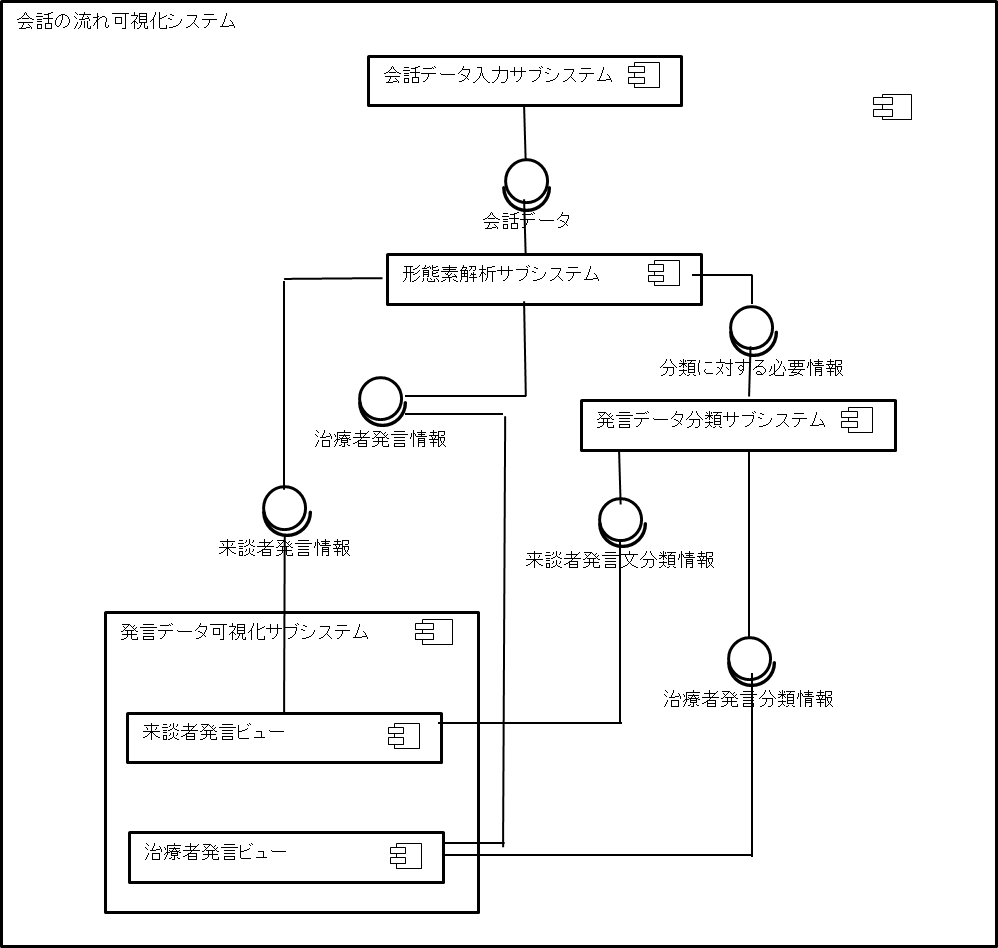 会話の流れ可視化システム
会話データ入力サブシステム
会話データ
形態素解析サブシステム
分類に対する必要情報
発言データ分類サブシステム
治療者発言情報
来談者発言情報
来談者発言文分類情報
発言データ可視化サブシステム
治療者発言分類情報
来談者発言ビュー
治療者発言ビュー